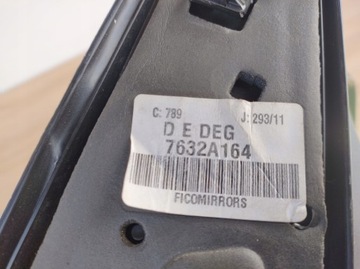 C: 789 J: 293/11
D E DEG
7632A164
FICOMIRRORS